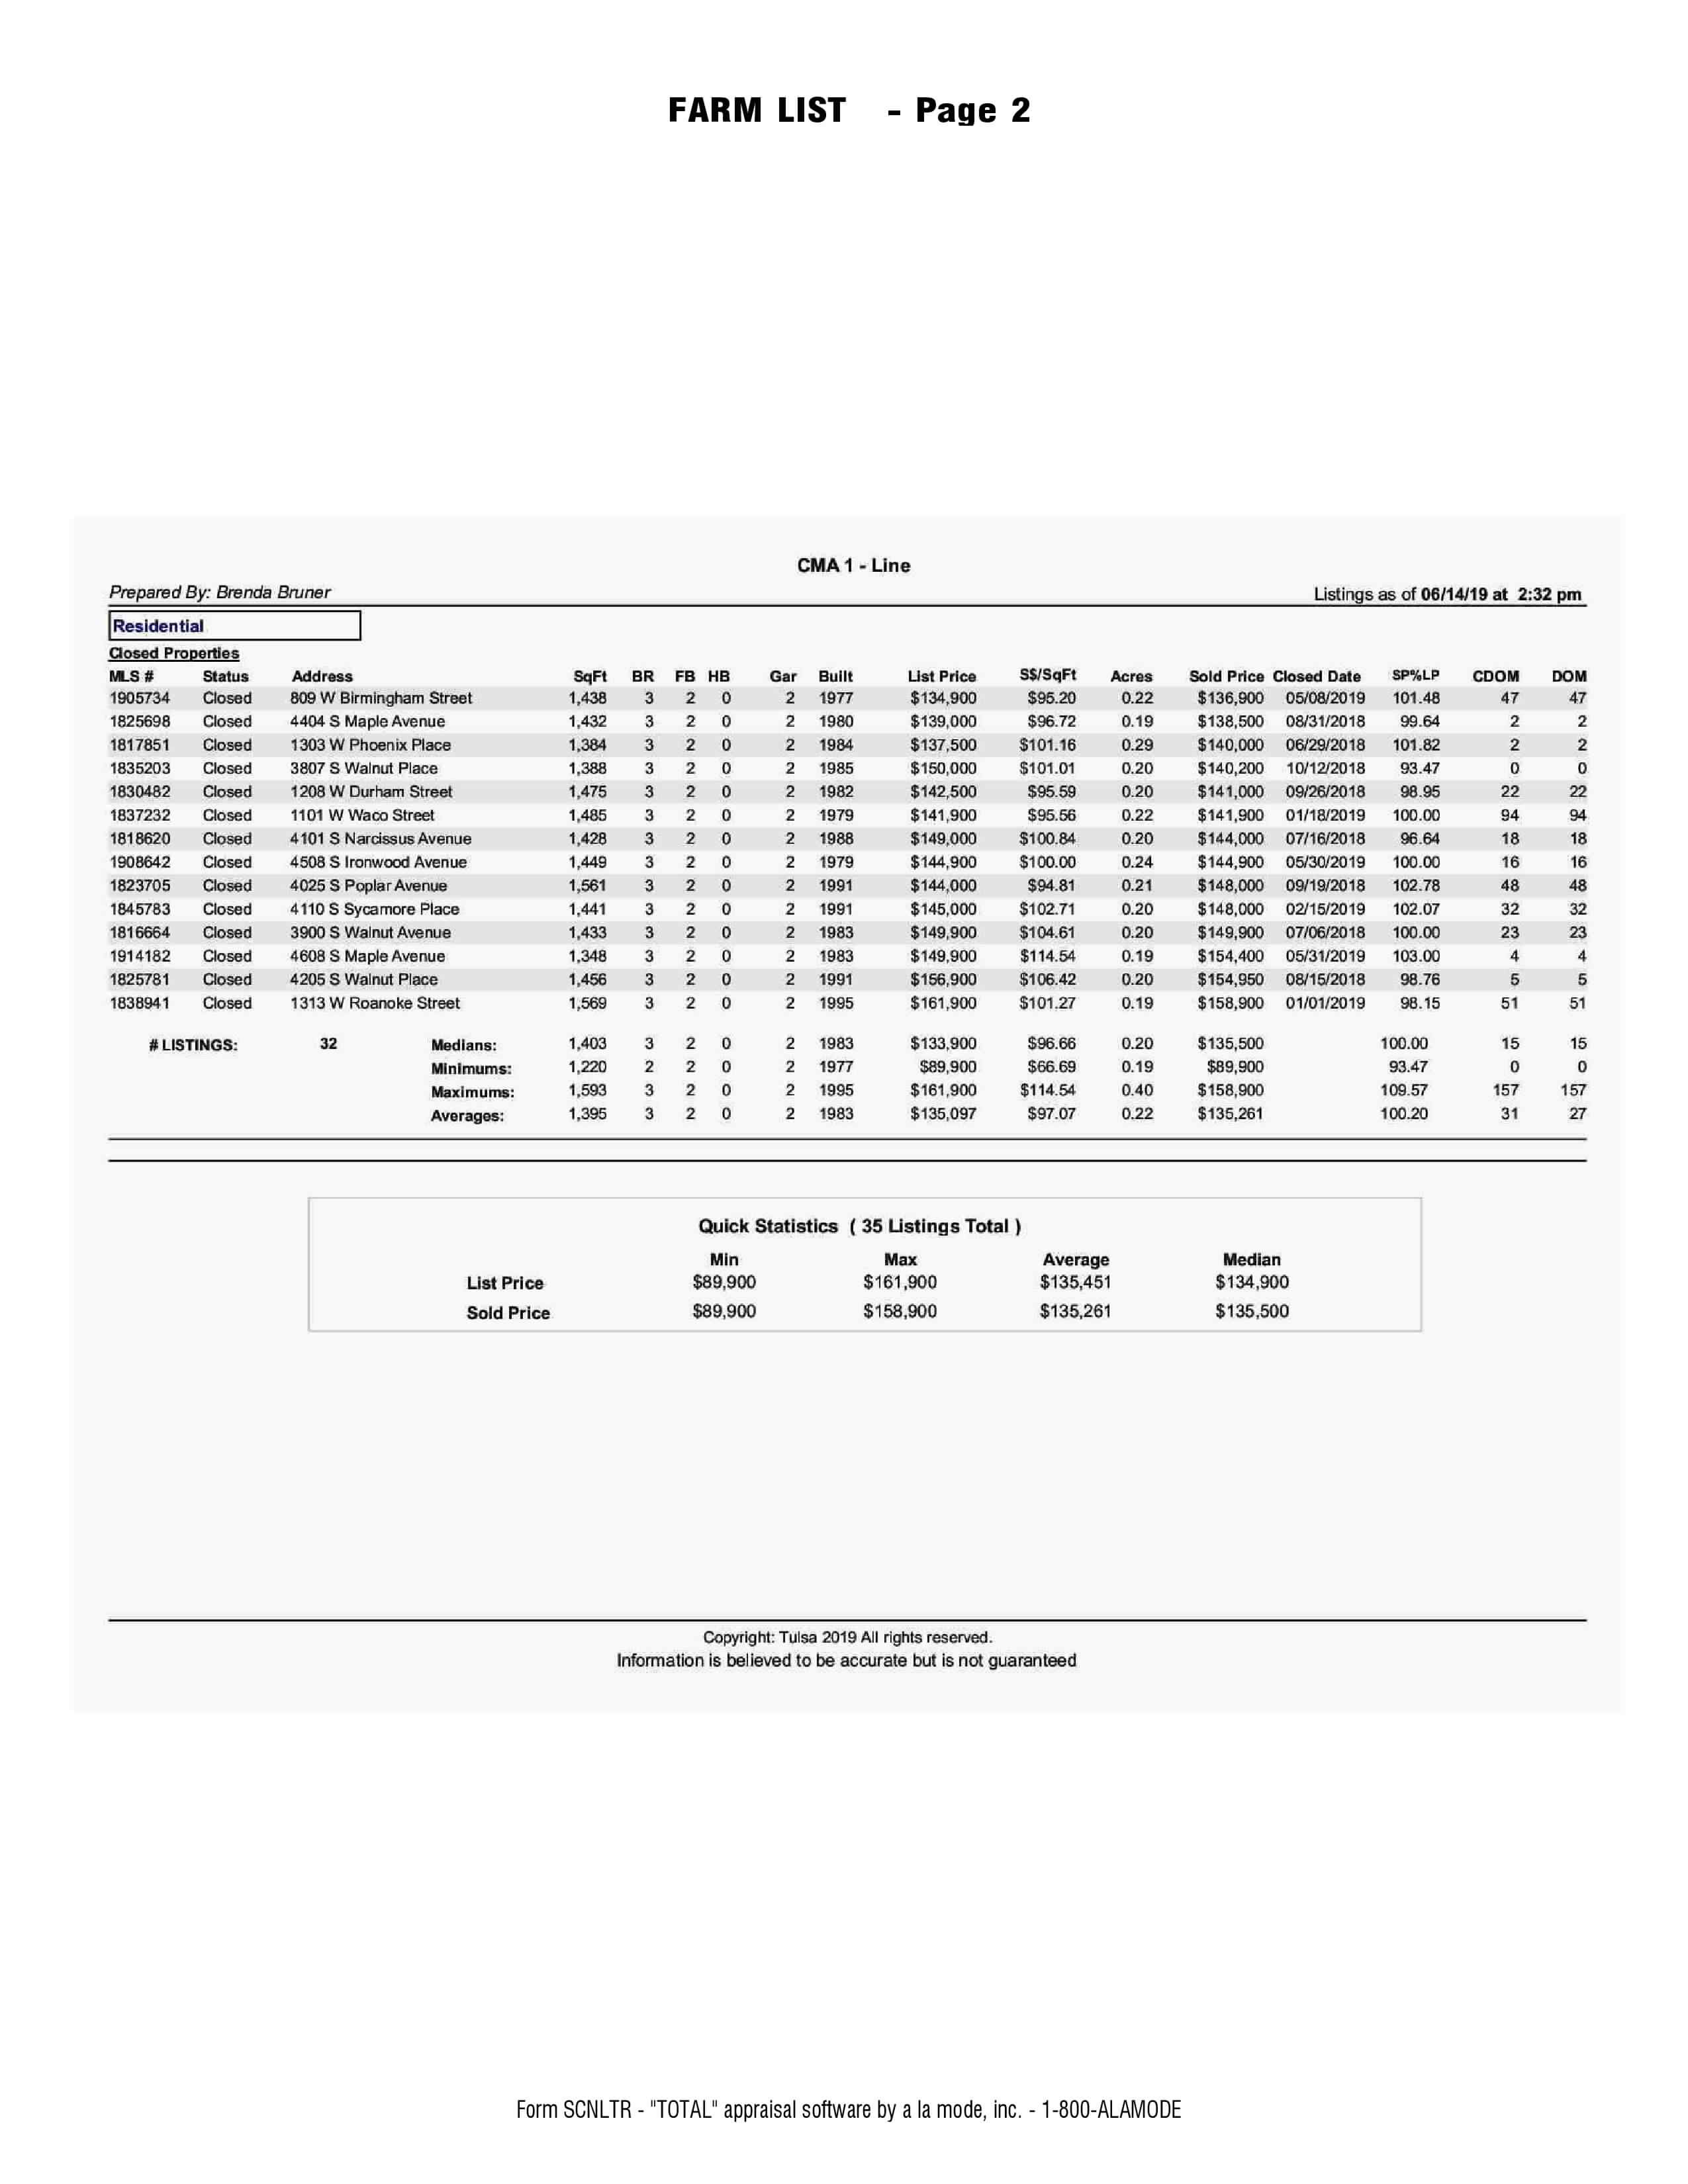 FARM LIST - Page 2
CMA 1 - Line
Prepared By: Brenda Bruner Listings as of 06/14/19 at 2:32 pm
Residential
Closed Properties
MLS # Status Address SqFt BR FB HB Gar Built List Price S$/SqFt Acres Sold Price Closed Date SP%LP CDOM DOM
1905734 Closed 809 W Birmingham Street 1,438 3 2 0 2 1977 $134,900 $95.20 0.22 $136,900 05/08/2019 101.48 47 47
1825698 Closed 4404 S Maple Avenue 1,432 3 2 0 2 1980 $139,000 $96.72 0.19 $138,500 08/31/2018 99.64 2 2
1817851 Closed 1303 W Phoenix Place 1,384 3 2 0 2 1984 $137,500 $101.16 0.29 $140,000 06/29/2018 101.82 2 2
1835203 Closed 3807 S Walnut Place 1,388 3 2 0 2 1985 $150,000 $101.01 0.20 $140,200 10/12/2018 93.47 0 0
1830482 Closed 1208 W Durham Street 1,475 3 2 0 2 1982 $142,500 $95.59 0.20 $141,000 09/26/2018 98.95 22 22
1837232 Closed 1101 W Waco Street 1,485 3 2 0 2 1979 $141,900 $95.56 0.22 $141,900 01/18/2019 100.00 94 94
1818620 Closed 4101 S Narcissus Avenue 1,428 3 2 0 2 1988 $149,000 $100.84 0.20 $144,000 07/16/2018 96.64 18 18
1908642 Closed 4508 S Ironwood Avenue 1,449 3 2 0 2 1979 $144,900 $100.00 0.24 $144,900 05/30/2019 100.00 16 16
1823705 Closed 4025 S Poplar Avenue 1,561 3 2 0 2 1991 $144,000 $94.81 0.21 $148,000 09/19/2018 102.78 48 48
1845783 Closed 4110 S Sycamore Place 1,441 3 2 0 2 1991 $145,000 $102.71 0.20 $148,000 02/15/2019 102.07 32 32
1816664 Closed 3900 S Walnut Avenue 1,433 3 2 0 2 1983 $149,900 $104.61 0.20 $149,900 07/06/2018 100.00 23 23
1914182 Closed 4608 S Maple Avenue 1,348 3 2 0 2 1983 $149,900 $114.54 0.19 $154,400 05/31/2019 103.00 4 4
1825781 Closed 4205 S Walnut Place 1,456 3 2 0 2 1991 $156,900 $106.42 0.20 $154,950 08/15/2018 98.76 5 5
1838941 Closed 1313 W Roanoke Street 1,569 3 2 0 2 1995 $161,900 $101.27 0.19 $158,900 01/01/2019 98.15 51 51
# LISTINGS: 32 Medians: 1,403 3 2 0 2 1983 $133,900 $96.66 0.20 $135,500 100.00 15 15
Minimums: 1,220 2 2 0 2 1977 $89,900 $66.69 0.19 $89,900 93.47 0 0
Maximums: 1,593 3 2 0 2 1995 $161,900 $114.54 0.40 $158,900 109.57 157 157
Averages: 1,395 3 2 0 2 1983 $135,097 $97.07 0.22 $135,261 100.20 31 27
Quick Statistics ( 35 Listings Total )
Min Max Average Median
List Price $89,900 $161,900 $135,451 $134,900
Sold Price $89,900 $158,900 $135,261 $135,500
Copyright: Tulsa 2019 All rights reserved.
Information is believed to be accurate but is not guaranteed
Form SCNLTR - "TOTAL" appraisal software by a la mode, inc. - 1-800-ALAMODE